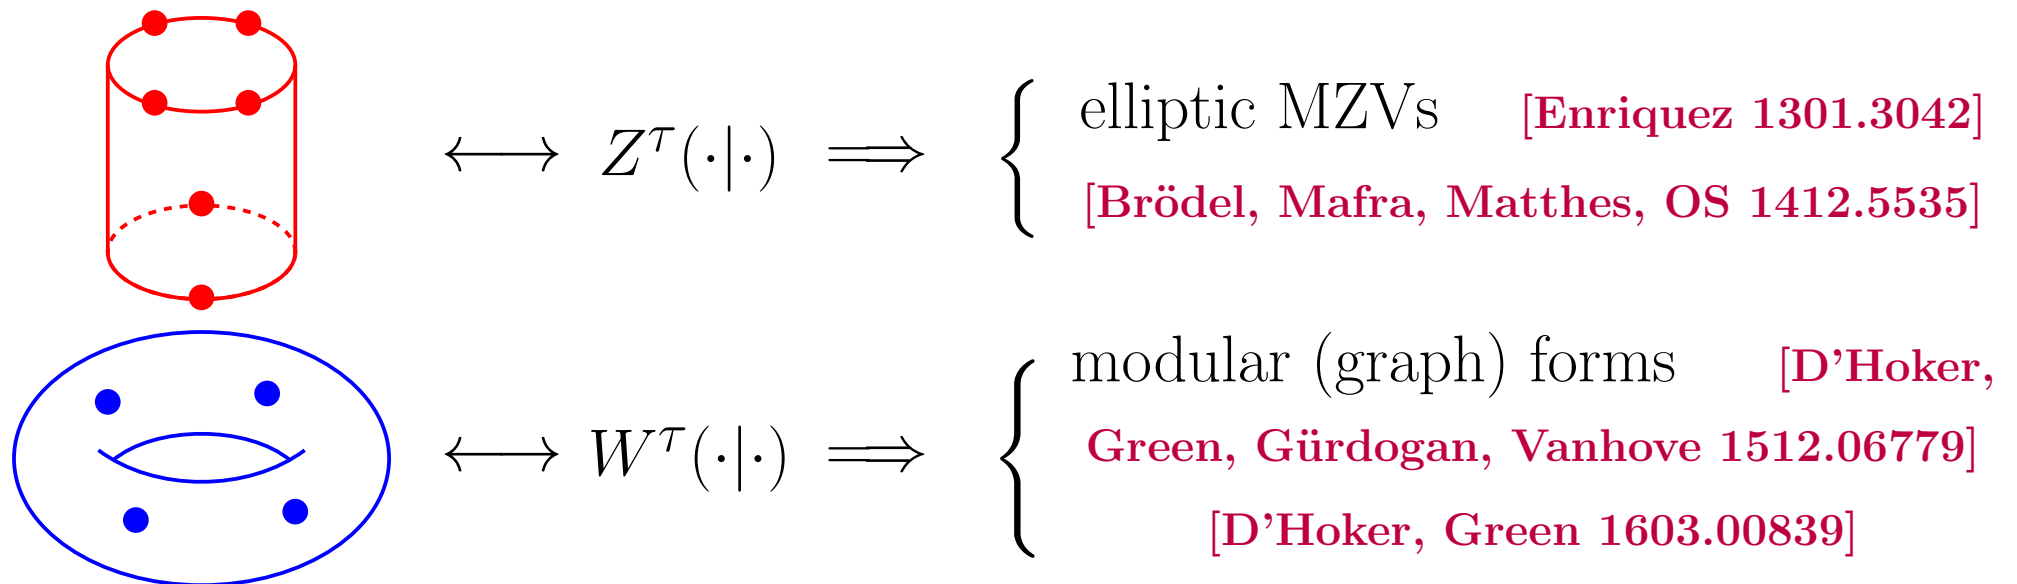 ⟷ Z^τ(·|·) ⟹ { elliptic MZVs [Enriquez 1301.3042]
[Brödel, Mafra, Matthes, OS 1412.5535]
modular (graph) forms [D'Hoker,
⟷ W^τ(·|·) ⟹ { Green, Gürdogan, Vanhove 1512.06779]
[D'Hoker, Green 1603.00839]